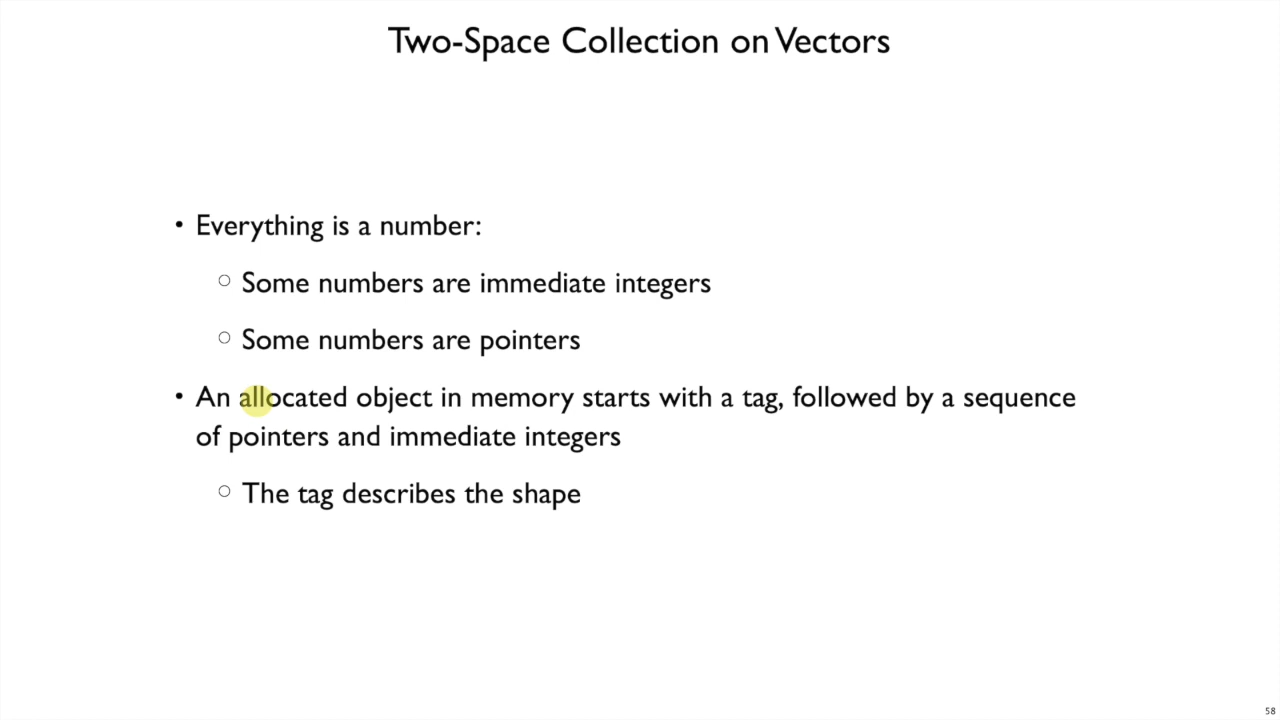 Two-Space Collection on Vectors
• Everything is a number:
○ Some numbers are immediate integers
○ Some numbers are pointers
• An allocated object in memory starts with a tag, followed by a sequence
of pointers and immediate integers
○ The tag describes the shape
58